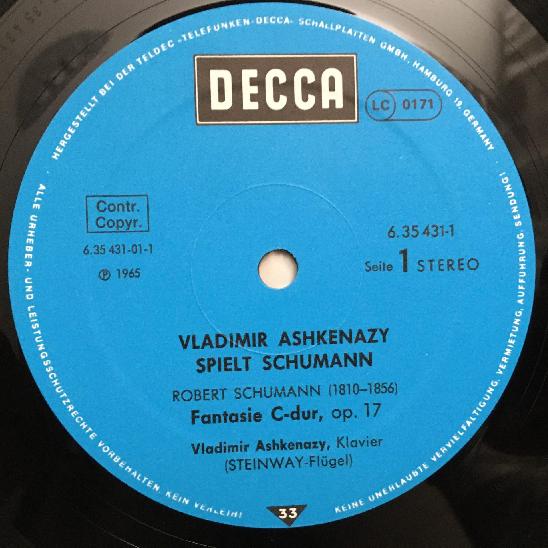 HERGESTELLT BEI DER TELDEC »TELEFUNKEN-DECCA« SCHALLPLATTEN GMBH, HAMBURG 19, GERMANY ·
DECCA
LC 0171
Contr.
Copyr.
6.35 431-01-1
℗ 1965
6.35 431-1
Seite 1 STEREO
VLADIMIR ASHKENAZY
SPIELT SCHUMANN
ROBERT SCHUMANN (1810–1856)
Fantasie C-dur, op. 17
Vladimir Ashkenazy, Klavier
(STEINWAY-Flügel)
33
· ALLE URHEBER- UND LEISTUNGSSCHUTZRECHTE VORBEHALTEN. KEIN VERLEIH!
KEINE UNERLAUBTE VERVIELFÄLTIGUNG, VERMIETUNG, AUFFÜHRUNG, SENDUNG!